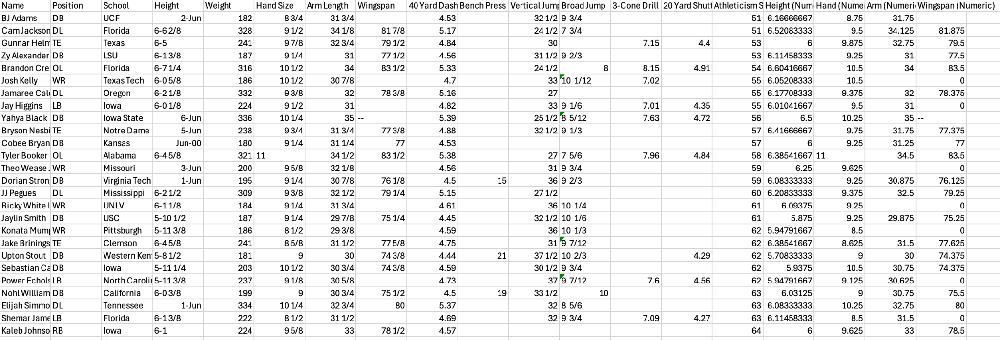 Name Position School Height Weight Hand Size Arm Length Wingspan 40 Yard Dash Bench Press Vertical Jump Broad Jump 3-Cone Drill 20 Yard Shutt Athleticism S Height (Num Hand (Nume Arm (Numeri Wingspan (Numeric)
BJ Adams DB UCF 2-Jun 182 8 3/4 31 3/4 4.53 32 1/2 9 3/4 51 6.16666667 8.75 31.75
Cam Jackson DL Florida 6-6 2/8 328 9 1/2 34 1/8 81 7/8 5.17 24 1/2 7 3/4 51 6.52083333 9.5 34.125 81.875
Gunnar Helm TE Texas 6-5 241 9 7/8 32 3/4 79 1/2 4.84 30 7.15 4.4 53 6 9.875 32.75 79.5
Zy Alexander DB LSU 6-1 3/8 187 9 1/4 31 77 1/2 4.56 31 1/2 9 2/3 53 6.11458333 9.25 31 77.5
Brandon Cre OL Florida 6-7 1/4 316 10 1/2 34 83 1/2 5.33 24 1/2 8 8.15 4.91 54 6.60416667 10.5 34 83.5
Josh Kelly WR Texas Tech 6-0 5/8 186 10 1/2 30 7/8 4.7 33 10 1/12 7.02 55 6.05208333 10.5 0
Jamaree Calc DL Oregon 6-2 1/8 332 9 3/8 32 78 3/8 5.16 27 55 6.17708333 9.375 32 78.375
Jay Higgins LB Iowa 6-0 1/8 224 9 1/2 31 4.82 33 9 1/6 7.01 4.35 55 6.01041667 9.5 31 0
Yahya Black DB Iowa State 6-Jun 336 10 1/4 35 -- 5.39 25 1/2 8 5/12 7.63 4.72 56 6.5 10.25 35 --
Bryson Nesbi TE Notre Dame 5-Jun 238 9 3/4 31 3/4 77 3/8 4.88 32 1/2 9 1/3 57 6.41666667 9.75 31.75 77.375
Cobee Bryan DB Kansas Jun-00 180 9 1/4 31 1/4 77 4.53 57 6 9.25 31.25 77
Tyler Booker OL Alabama 6-4 5/8 321 11 34 1/2 83 1/2 5.38 27 7 5/6 7.96 4.84 58 6.38541667 11 34.5 83.5
Theo Wease J WR Missouri 3-Jun 200 9 5/8 32 1/8 4.56 31 9 3/4 59 6.25 9.625 0
Dorian Strong DB Virginia Tech 1-Jun 195 9 1/4 30 7/8 76 1/8 4.5 15 36 9 2/3 59 6.08333333 9.25 30.875 76.125
JJ Pegues DL Mississippi 6-2 1/2 309 9 3/8 32 1/2 79 1/4 5.15 27 1/2 60 6.20833333 9.375 32.5 79.25
Ricky White I WR UNLV 6-1 1/8 184 9 1/4 31 3/4 4.61 36 10 1/4 61 6.09375 9.25 0
Jaylin Smith DB USC 5-10 1/2 187 9 1/4 29 7/8 75 1/4 4.45 32 1/2 10 1/6 61 5.875 9.25 29.875 75.25
Konata Mump WR Pittsburgh 5-11 3/8 186 8 1/2 29 3/8 4.59 36 10 1/3 62 5.94791667 8.5 0
Jake Brinings TE Clemson 6-4 5/8 241 8 5/8 31 1/2 77 5/8 4.75 31 9 7/12 62 6.38541667 8.625 31.5 77.625
Upton Stout DB Western Ken 5-8 1/2 181 9 30 74 3/8 4.44 21 37 1/2 10 2/3 4.29 62 5.70833333 9 30 74.375
Sebastian Ca DB Iowa 5-11 1/4 203 10 1/2 30 3/4 74 3/8 4.59 30 1/2 9 3/4 62 5.9375 10.5 30.75 74.375
Power Echols LB North Caroli 5-11 3/8 237 9 1/8 30 5/8 4.73 37 9 7/12 7.6 4.56 62 5.94791667 9.125 30.625 0
Nohl William DB California 6-0 3/8 199 9 30 3/4 75 1/2 4.5 19 33 1/2 10 63 6.03125 9 30.75 75.5
Elijah Simmo DL Tennessee 1-Jun 334 10 1/4 32 3/4 80 5.37 32 8 5/6 63 6.08333333 10.25 32.75 80
Shemar Jame LB Florida 6-1 3/8 222 8 1/2 31 1/2 4.69 32 9 3/4 7.09 4.27 63 6.11458333 8.5 31.5 0
Kaleb Johnso RB Iowa 6-1 224 9 5/8 33 78 1/2 4.57 64 6 9.625 33 78.5